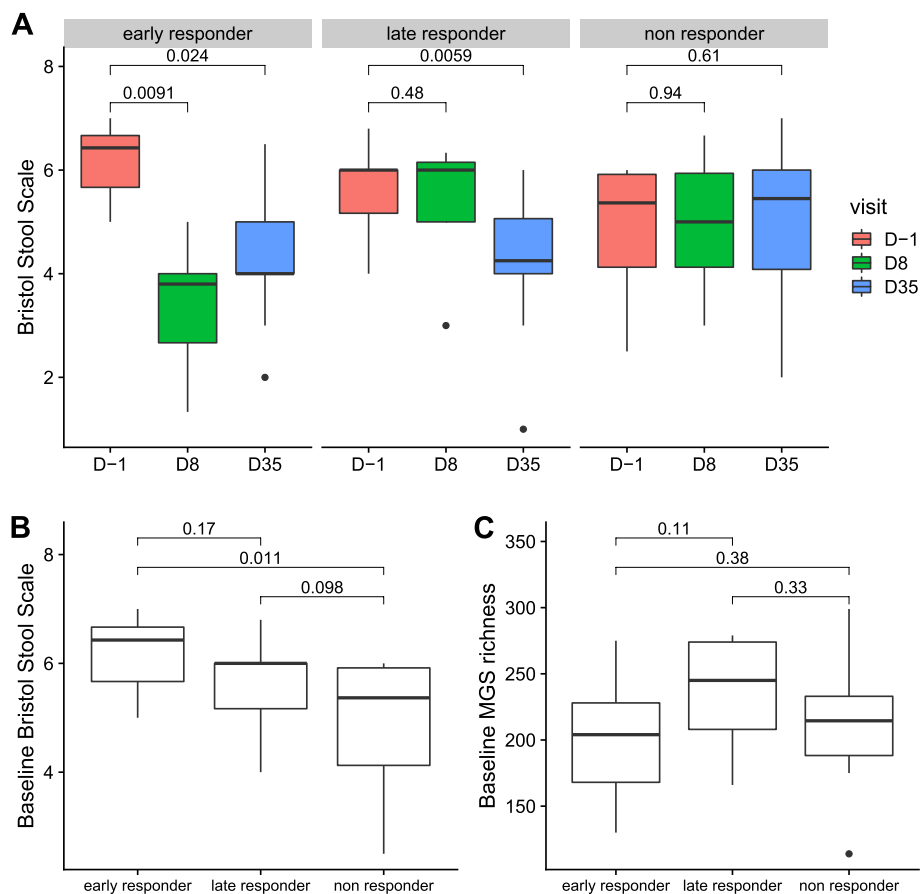 A
early responder
late responder
non responder
0.024
0.0091
0.0059
0.48
0.61
0.94
Bristol Stool Scale
8
6
4
2
D−1
D8
D35
D−1
D8
D35
D−1
D8
D35
visit
D−1
D8
D35
B
0.17
0.011
0.098
Baseline Bristol Stool Scale
8
6
4
early responder
late responder
non responder
C
0.11
0.38
0.33
Baseline MGS richness
350
300
250
200
150
early responder
late responder
non responder